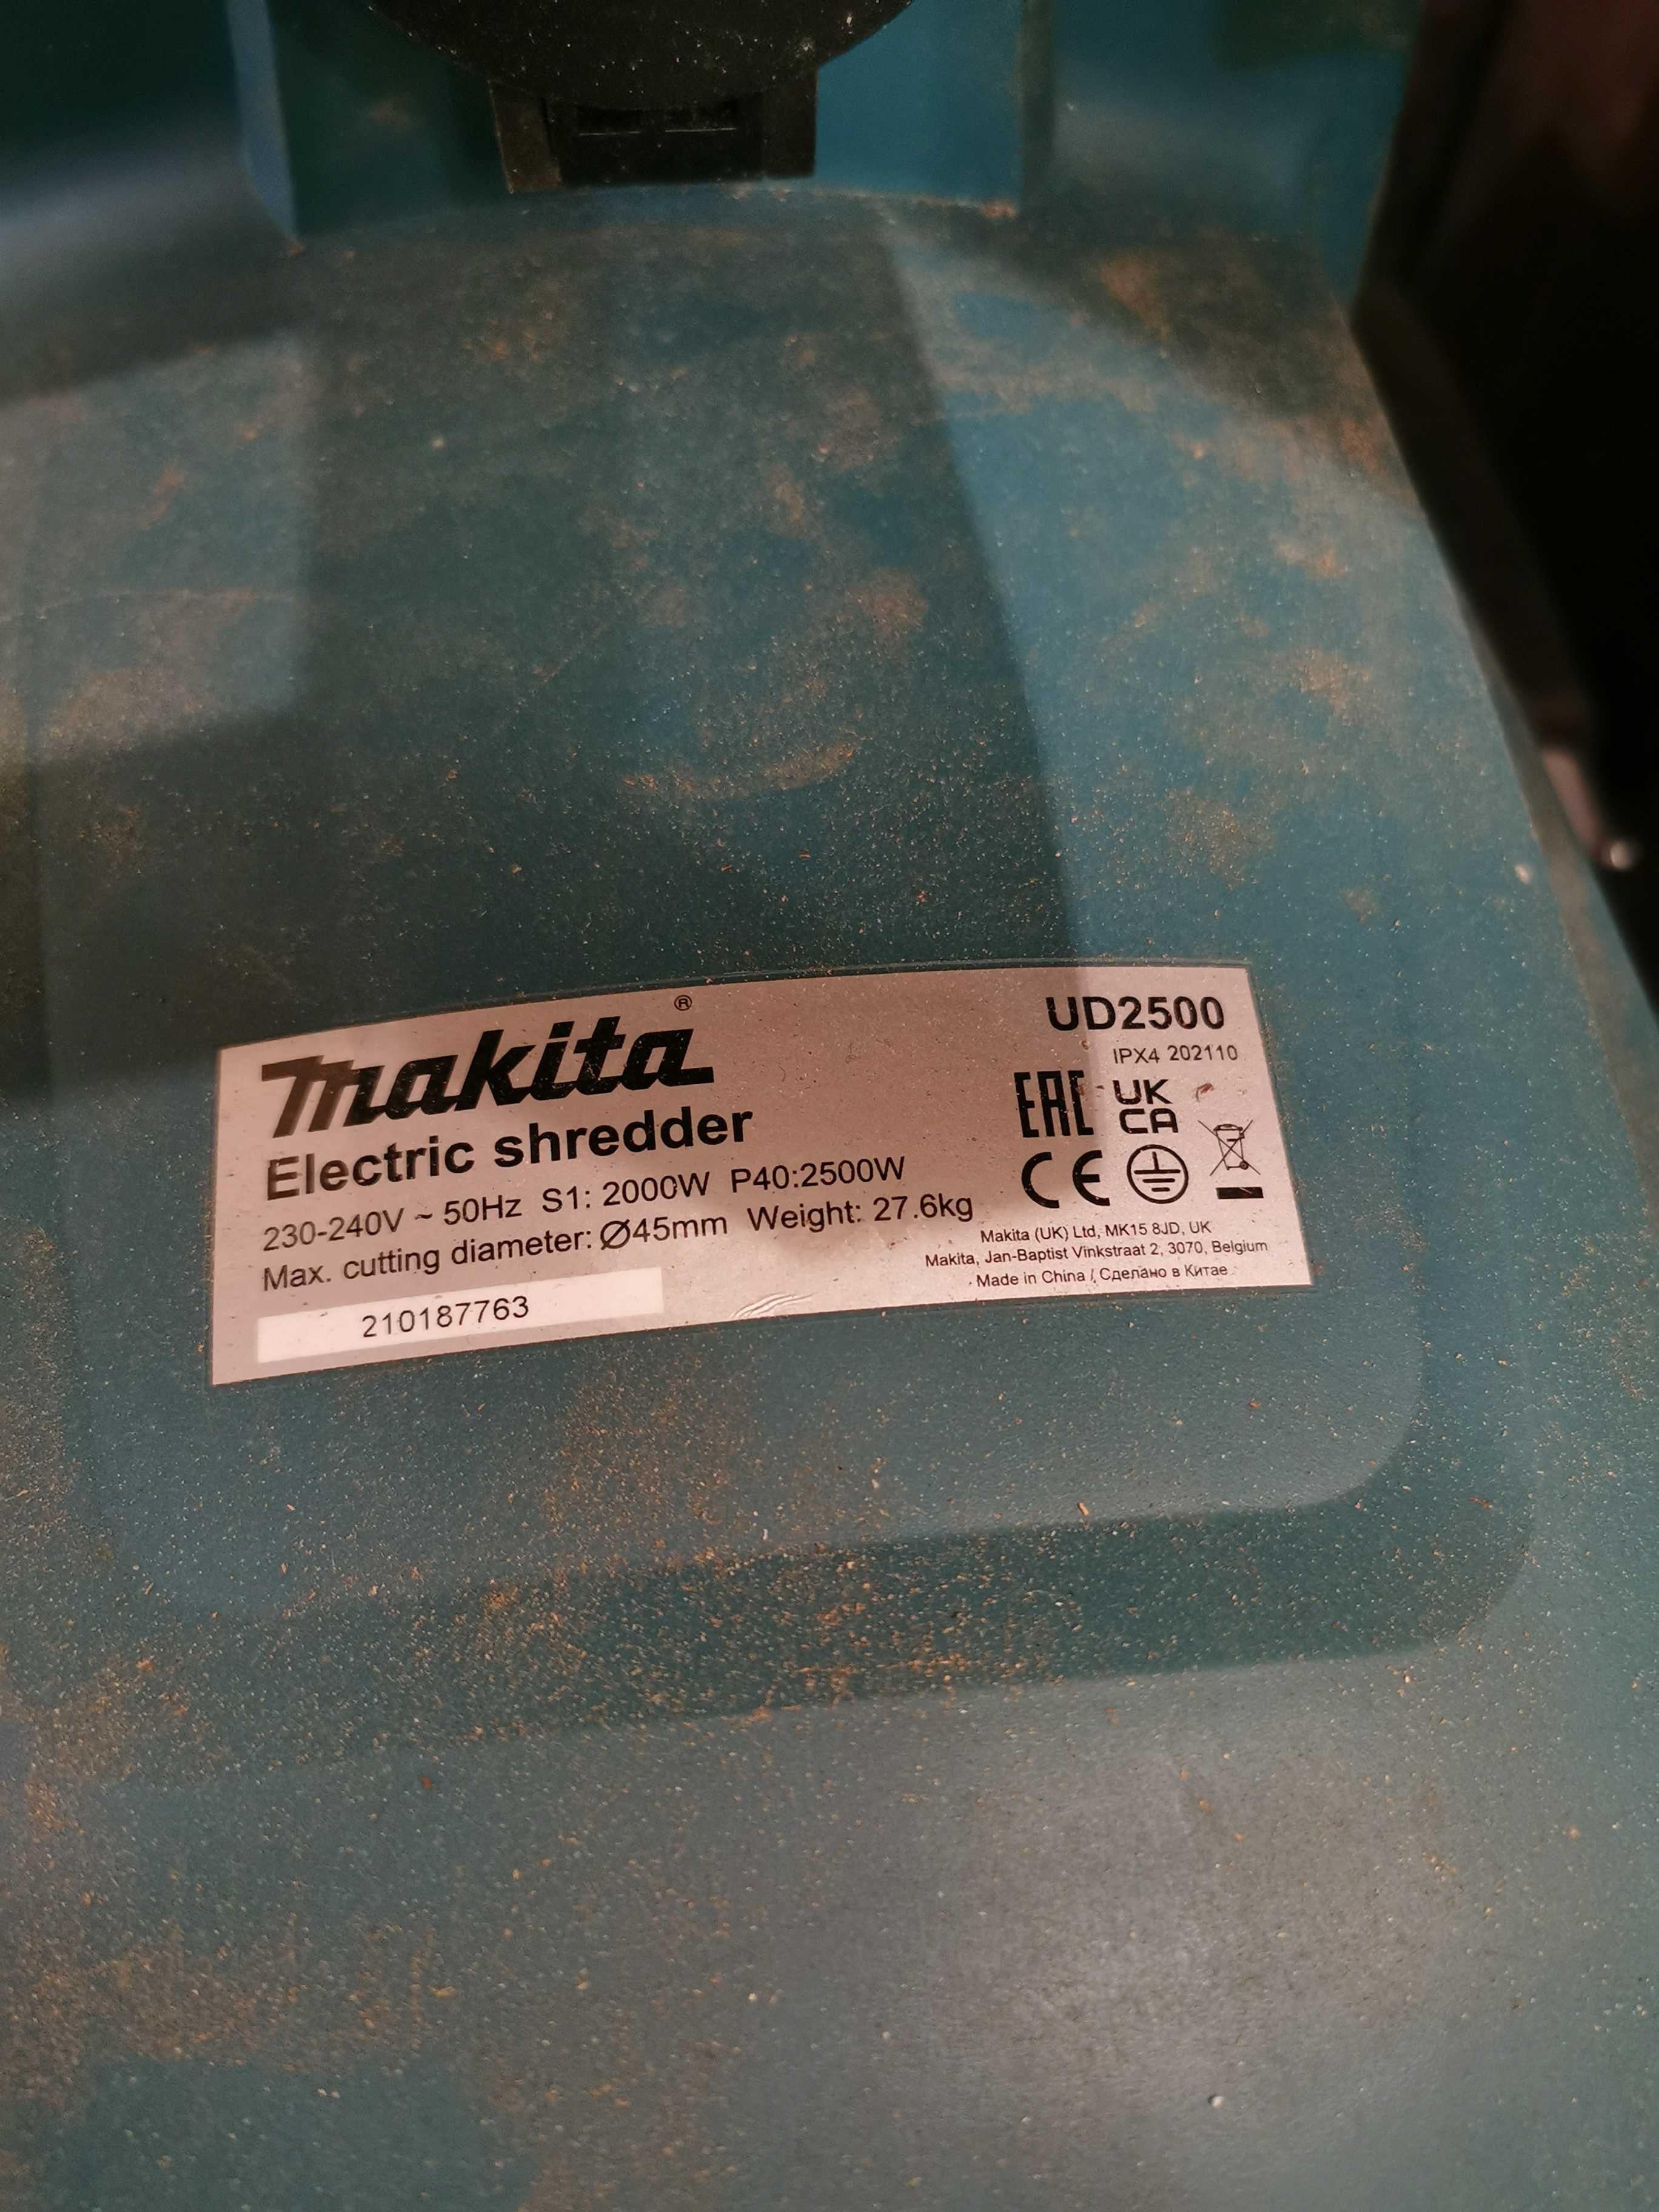 makita®
Electric shredder
230-240V ~ 50Hz S1: 2000W P40:2500W
Max. cutting diameter: Ø45mm Weight: 27.6kg
210187763
UD2500
IPX4 202110
EAC UK
CA
CE
Makita (UK) Ltd, MK15 8JD, UK
Makita, Jan-Baptist Vinkstraat 2, 3070, Belgium
Made in China / Сделано в Китае